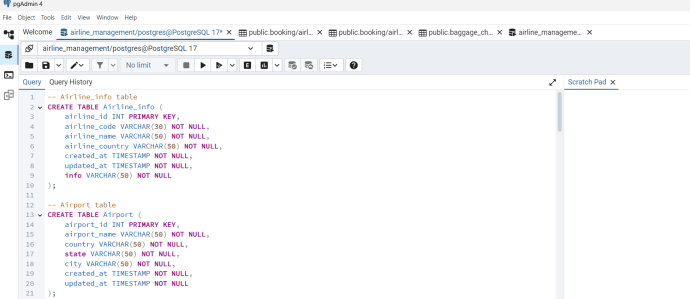 pgAdmin 4
File Object Tools Edit View Window Help
Welcome airline_management/postgres@PostgreSQL 17* public.booking/airl... public.booking/airl... public.baggage_ch... airline_manageme...
airline_management/postgres@PostgreSQL 17
No limit
Query Query History Scratch Pad
1 -- Airline_info table
2 CREATE TABLE Airline_info (
3 airline_id INT PRIMARY KEY,
4 airline_code VARCHAR(30) NOT NULL,
5 airline_name VARCHAR(50) NOT NULL,
6 airline_country VARCHAR(50) NOT NULL,
7 created_at TIMESTAMP NOT NULL,
8 updated_at TIMESTAMP NOT NULL,
9 info VARCHAR(50) NOT NULL
10 );
11
12 -- Airport table
13 CREATE TABLE Airport (
14 airport_id INT PRIMARY KEY,
15 airport_name VARCHAR(50) NOT NULL,
16 country VARCHAR(50) NOT NULL,
17 state VARCHAR(50) NOT NULL,
18 city VARCHAR(50) NOT NULL,
19 created_at TIMESTAMP NOT NULL,
20 updated_at TIMESTAMP NOT NULL
21 );